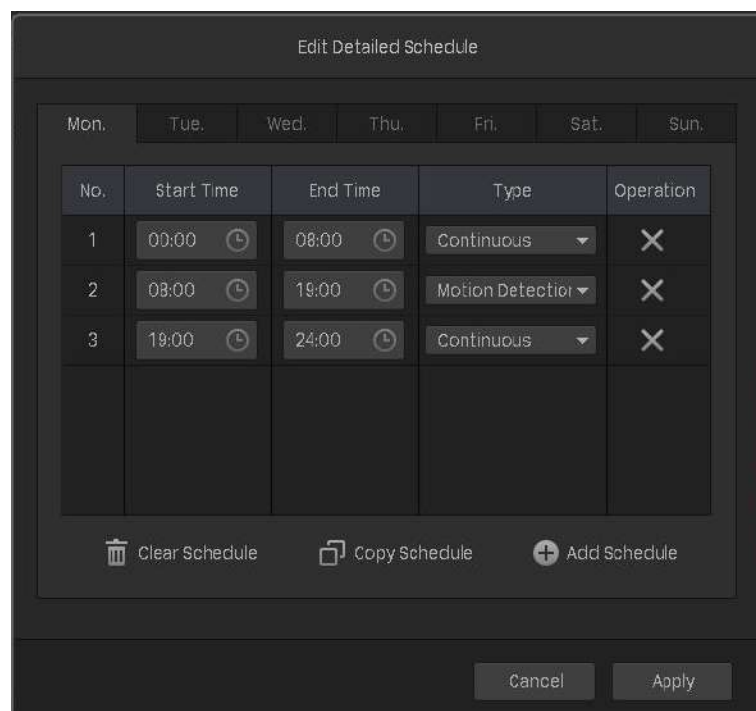 Edit Detailed Schedule
Mon. Tue. Wed. Thu. Fri. Sat. Sun.
No. Start Time End Time Type Operation
1 00:00 08:00 Continuous
2 08:00 19:00 Motion Detection
3 19:00 24:00 Continuous
Clear Schedule Copy Schedule Add Schedule
Cancel Apply